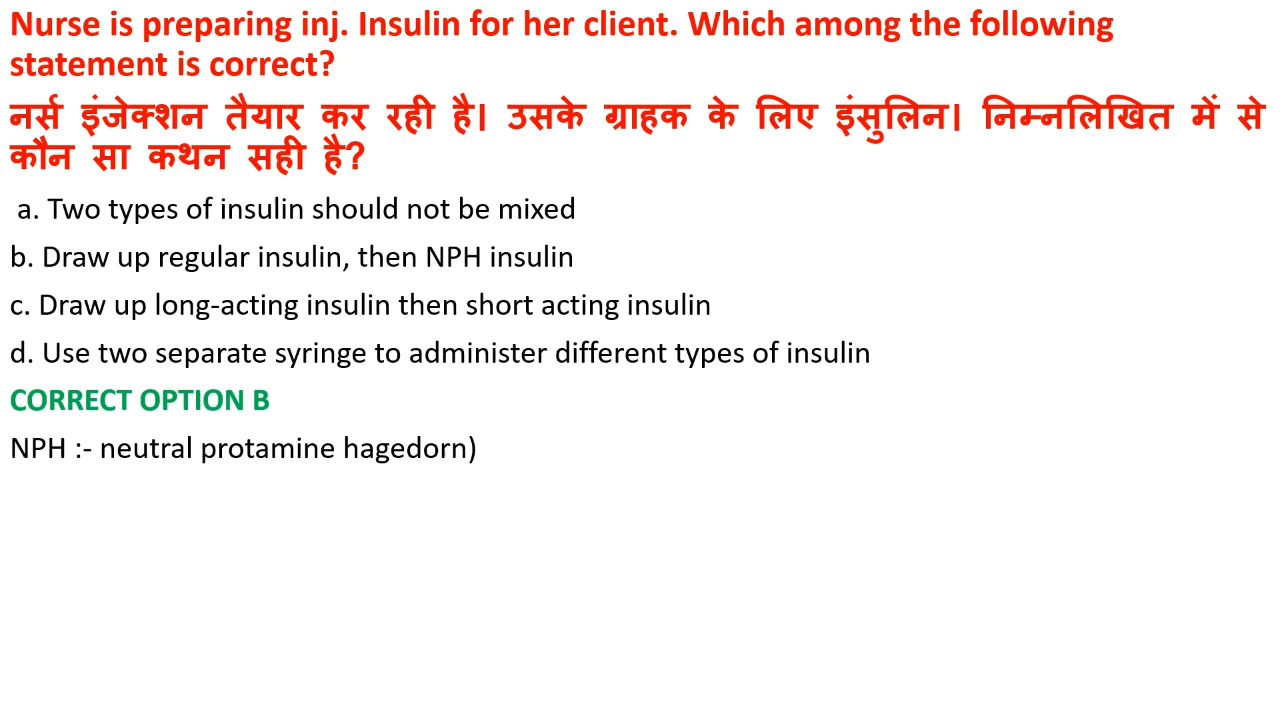 Nurse is preparing inj. Insulin for her client. Which among the following
statement is correct?
नर्स इंजेक्शन तैयार कर रही है। उसके ग्राहक के लिए इंसुलिन। निम्नलिखित में से
कौन सा कथन सही है?
a. Two types of insulin should not be mixed
b. Draw up regular insulin, then NPH insulin
c. Draw up long-acting insulin then short acting insulin
d. Use two separate syringe to administer different types of insulin
CORRECT OPTION B
NPH :- neutral protamine hagedorn)